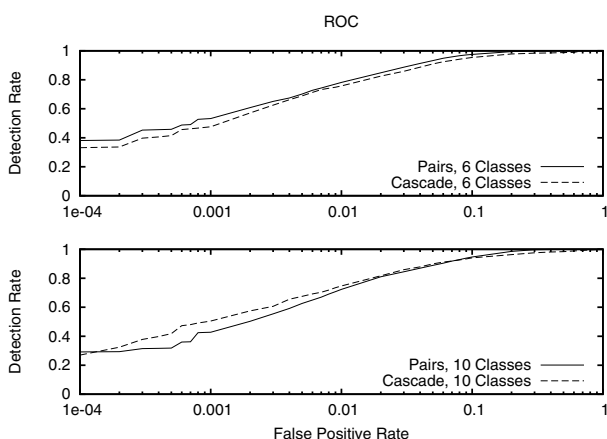 ROC
Detection Rate
1
0.8
0.6
0.4
0.2
0
Pairs, 6 Classes
Cascade, 6 Classes
1e-04 0.001 0.01 0.1 1
Detection Rate
1
0.8
0.6
0.4
0.2
0
Pairs, 10 Classes
Cascade, 10 Classes
1e-04 0.001 0.01 0.1 1
False Positive Rate